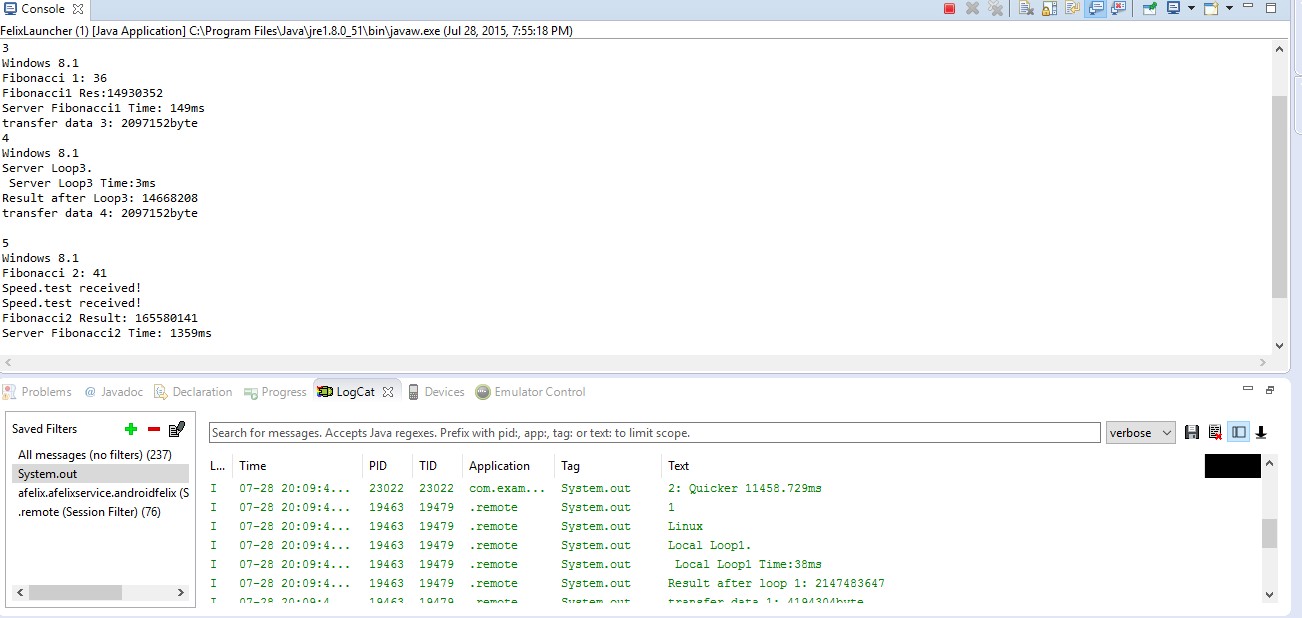 Console
FelixLauncher (1) [Java Application] C:\Program Files\Java\jre1.8.0_51\bin\javaw.exe (Jul 28, 2015, 7:55:18 PM)
3
Windows 8.1
Fibonacci 1: 36
Fibonacci1 Res:14930352
Server Fibonacci1 Time: 149ms
transfer data 3: 2097152byte
4
Windows 8.1
Server Loop3.
Server Loop3 Time:3ms
Result after Loop3: 14668208
transfer data 4: 2097152byte
5
Windows 8.1
Fibonacci 2: 41
Speed.test received!
Speed.test received!
Fibonacci2 Result: 165580141
Server Fibonacci2 Time: 1359ms
Problems @ Javadoc Declaration Progress LogCat Devices Emulator Control
Saved Filters
All messages (no filters) (237)
System.out
afelix.afelixservice.androidfelix (S
.remote (Session Filter) (76)
Search for messages. Accepts Java regexes. Prefix with pid:, app:, tag: or text: to limit scope.
verbose
L... Time PID TID Application Tag Text
I 07-28 20:09:4... 23022 23022 com.exam... System.out 2: Quicker 11458.729ms
I 07-28 20:09:4... 19463 19479 .remote System.out 1
I 07-28 20:09:4... 19463 19479 .remote System.out Linux
I 07-28 20:09:4... 19463 19479 .remote System.out Local Loop1.
I 07-28 20:09:4... 19463 19479 .remote System.out Local Loop1 Time:38ms
I 07-28 20:09:4... 19463 19479 .remote System.out Result after loop 1: 2147483647
I 07-28 20:09:4... 19463 19479 .remote System.out transfer data 1: 4194304byte